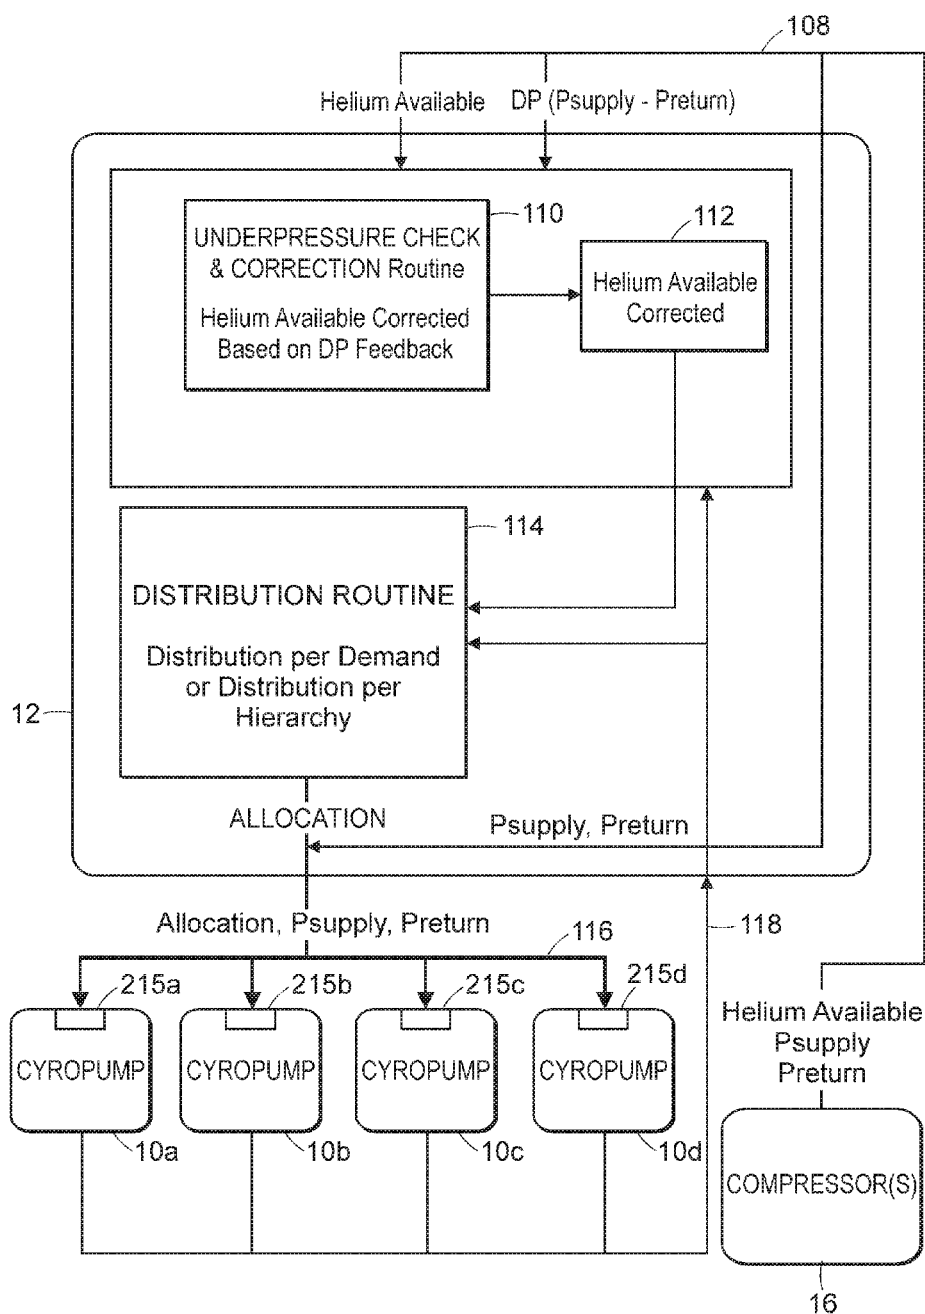 108
Helium Available
DP (Psupply - Preturn)
110
112
UNDERPRESSURE CHECK
& CORRECTION Routine
Helium Available Corrected
Based on DP Feedback
Helium Available
Corrected
114
DISTRIBUTION ROUTINE
Distribution per Demand
or Distribution per
Hierarchy
12
ALLOCATION
Psupply, Preturn
Allocation, Psupply, Preturn
116
118
215a
215b
215c
215d
CYROPUMP
CYROPUMP
CYROPUMP
CYROPUMP
10a
10b
10c
10d
Helium Available
Psupply
Preturn
COMPRESSOR(S)
16